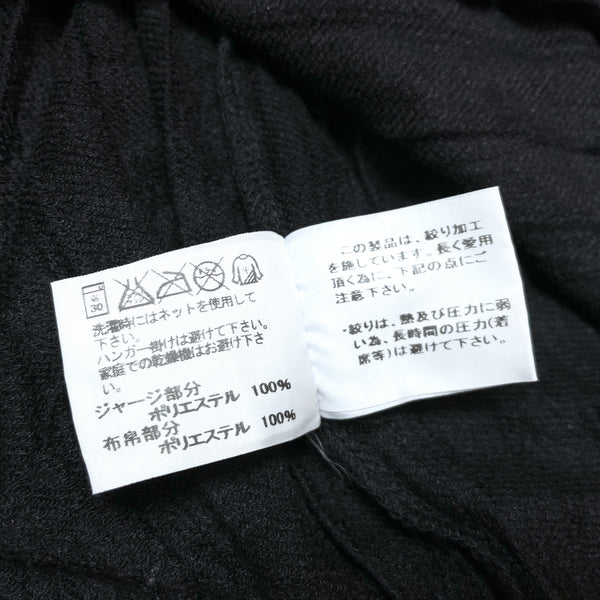 弱
30
洗濯時にはネットを使用して
下さい。
ハンガー掛けは避けて下さい。
家庭での乾燥機はお避け下さ
い。
ジャージ部分
ポリエステル 100%
布帛部分
ポリエステル 100%
この製品は、絞り加工
を施しています。長く愛用
頂く為に、下記の点にご
注意下さい。
・絞りは、熱及び圧力に弱
い為、長時間の圧力(着
席等)は避けて下さい。